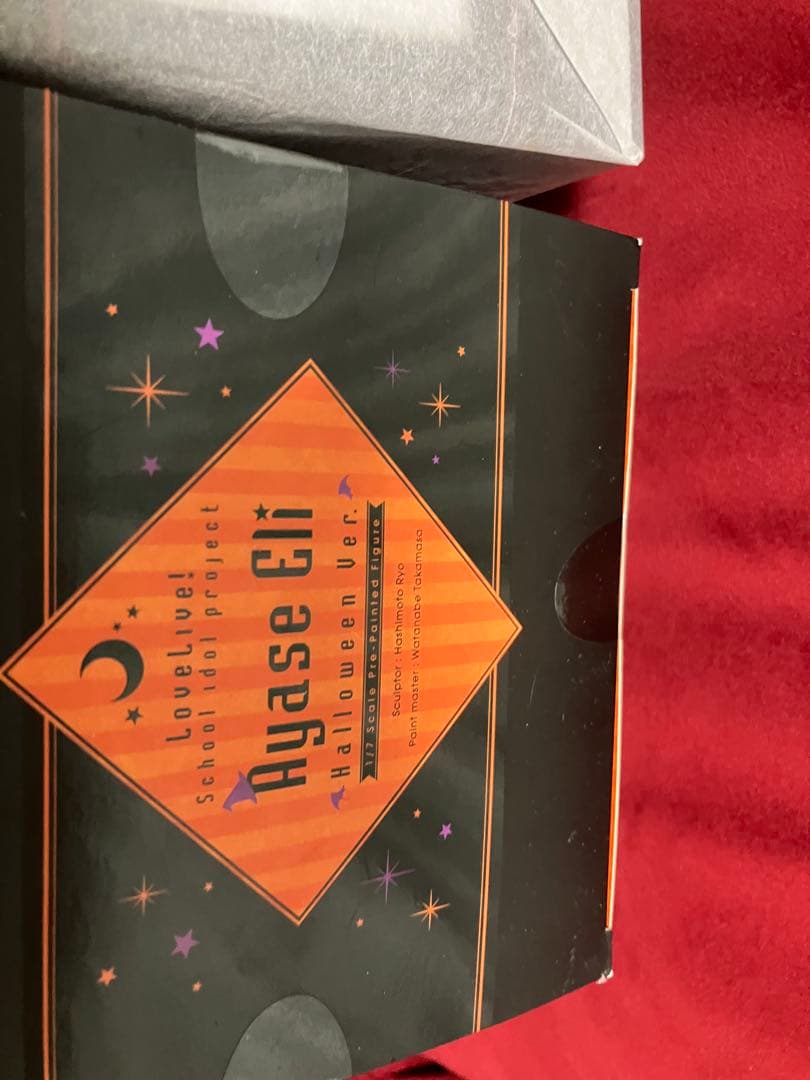 LoveLive!
School idol project
Ayase Eli
Halloween Ver.
1/7 Scale Pre-Painted Figure
Sculptor : Hashimoto Ryo
Paint master : Watanabe Takamasa